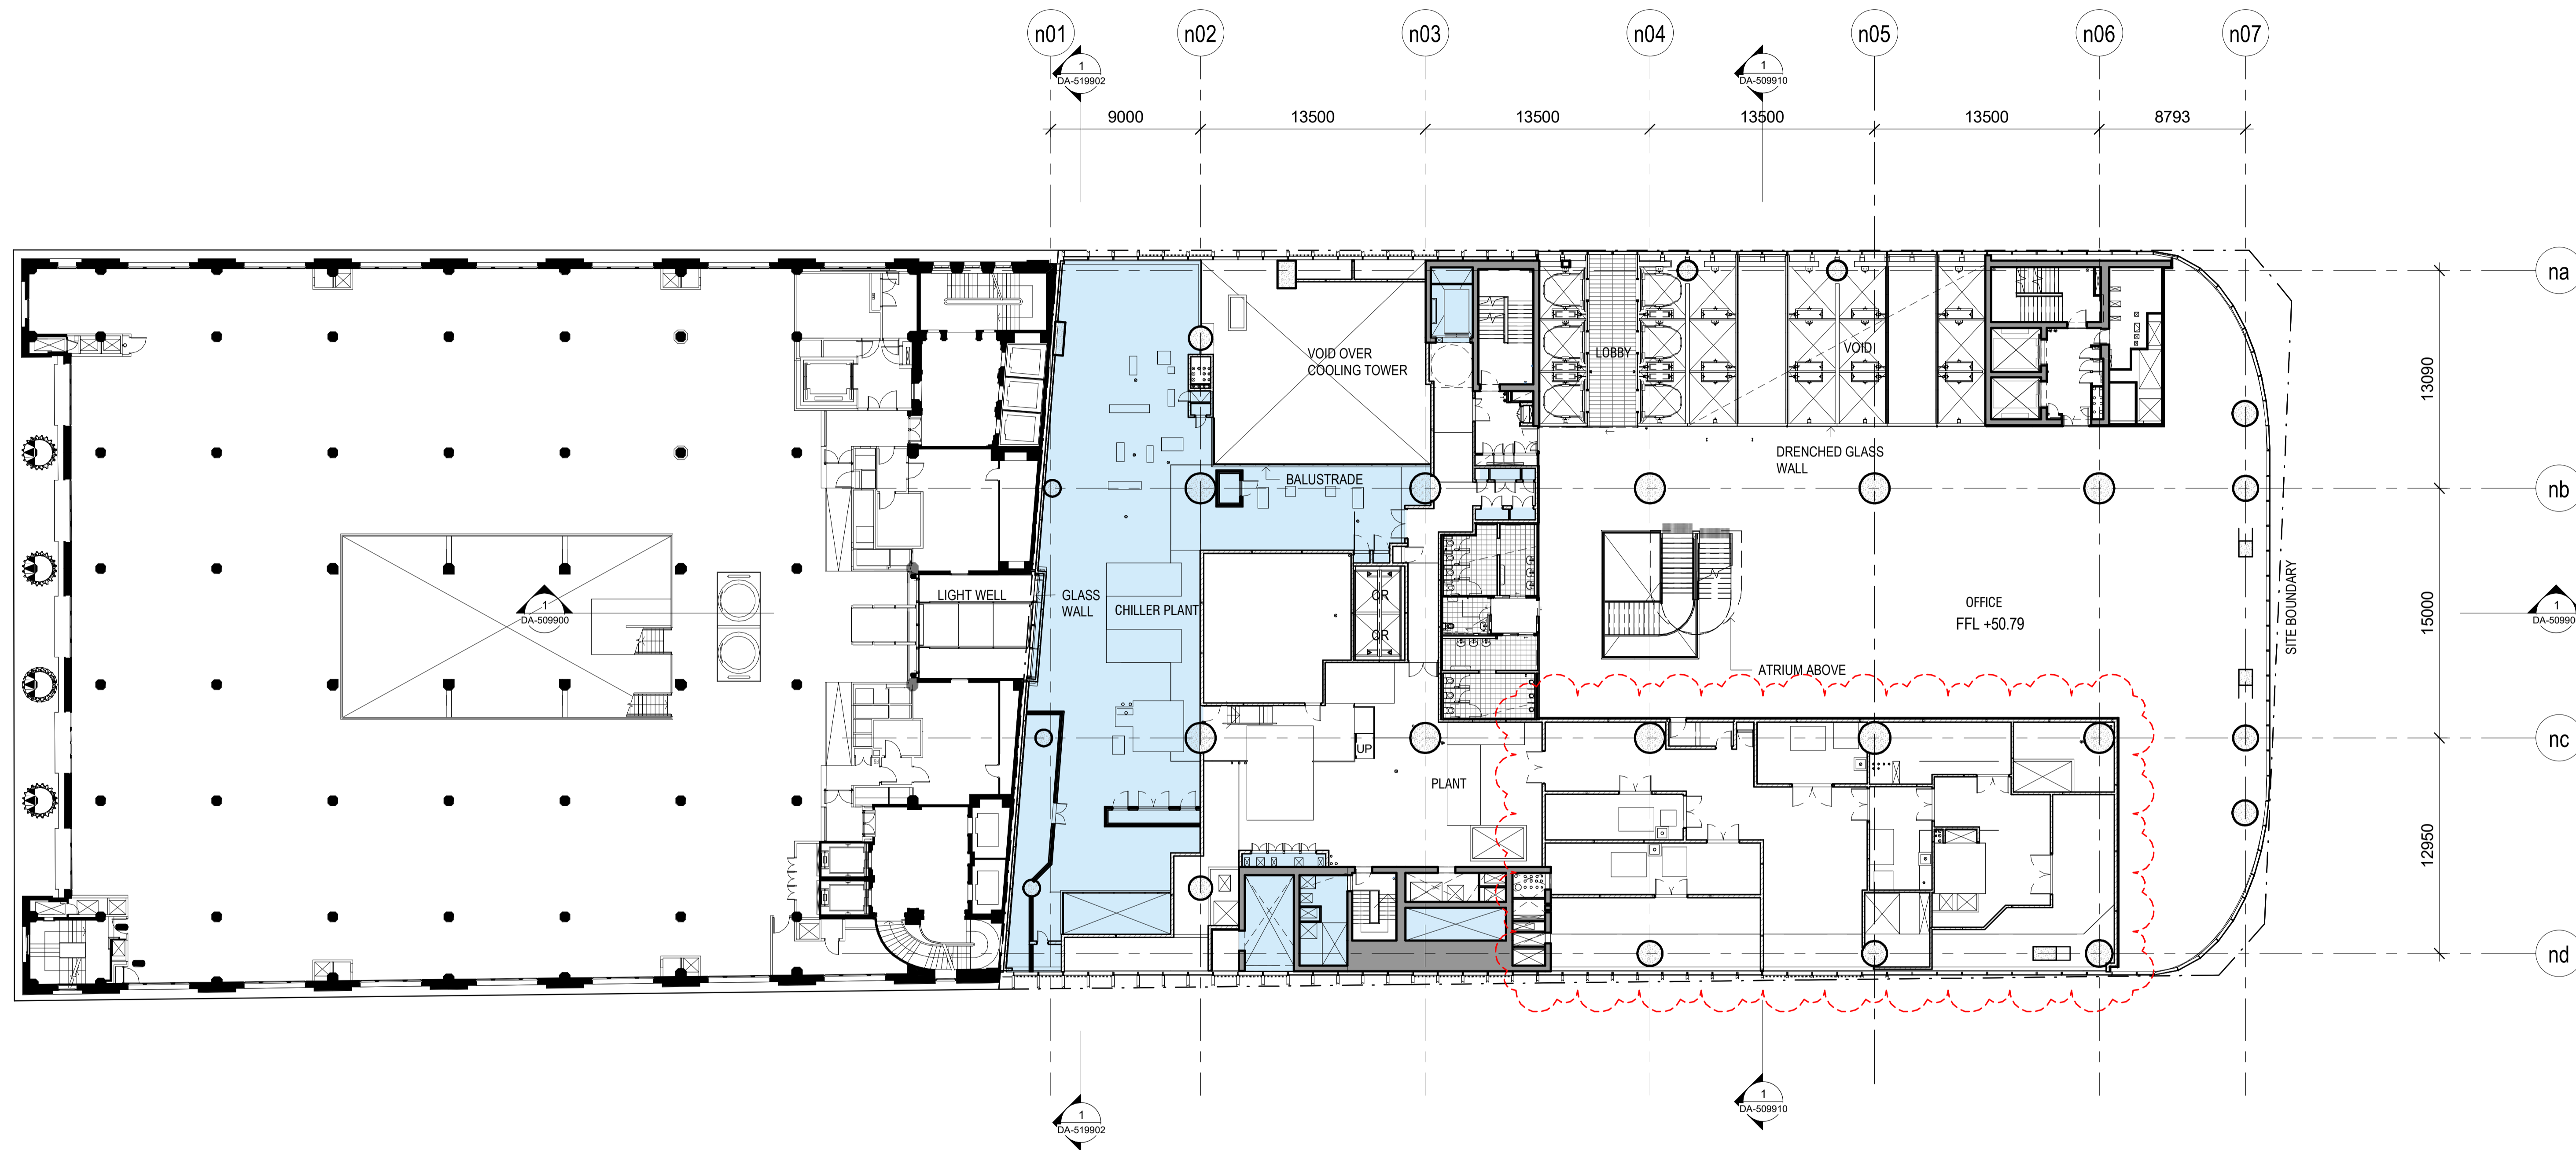 n01
n02
n03
n04
n05
n06
n07
1
DA-519902
1
DA-509910
9000
13500
13500
13500
13500
8793
na
nb
nc
nd
13090
15000
12950
VOID OVER
COOLING TOWER
LOBBY
VOID
DRENCHED GLASS
WALL
BALUSTRADE
LIGHT WELL
GLASS
WALL
CHILLER PLANT
OR
OR
OFFICE
FFL +50.79
SITE BOUNDARY
1
DA-509900
1
DA-50990
ATRIUM ABOVE
UP
PLANT
1
DA-519902
1
DA-509910